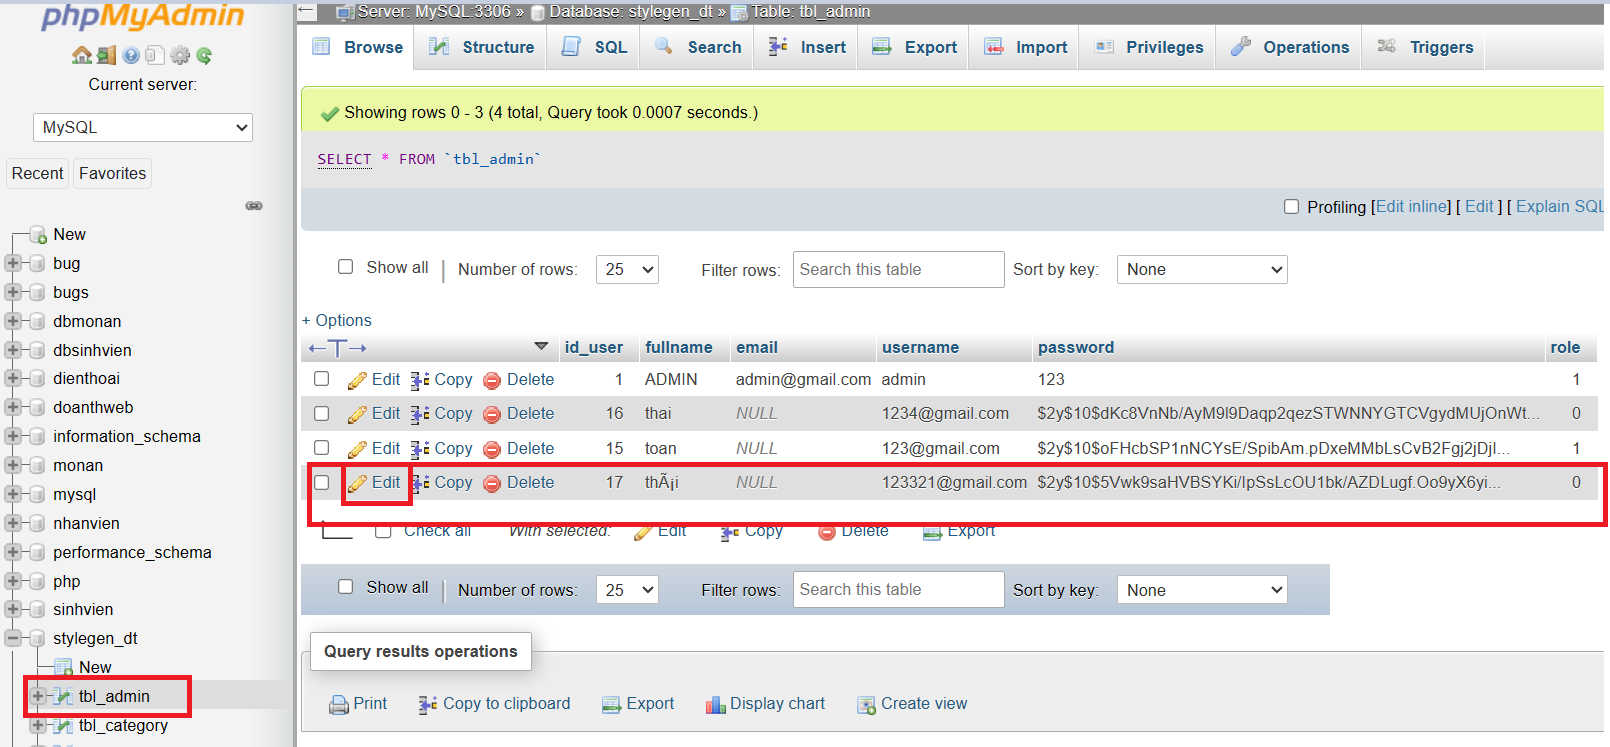 phpMyAdmin
Current server:
MySQL
Recent
Favorites
New
bug
bugs
dbmonan
dbsinhvien
dienthoai
doanthweb
information_schema
monan
mysql
nhanvien
performance_schema
php
sinhvien
stylegen_dt
New
tbl_admin
tbl_category
Server: MySQL:3306 » Database: stylegen_dt » Table: tbl_admin
Browse Structure SQL Search Insert Export Import Privileges Operations Triggers
Showing rows 0 - 3 (4 total, Query took 0.0007 seconds.)
SELECT * FROM `tbl_admin`
Profiling [Edit inline] [ Edit ] [ Explain SQL
Show all Number of rows: 25 Filter rows: Search this table Sort by key: None
+ Options
←T→ id_user fullname email username password role
Edit Copy Delete 1 ADMIN admin@gmail.com admin 123 1
Edit Copy Delete 16 thai NULL 1234@gmail.com $2y$10$dKc8VnNb/AyM9l9Daqp2qezSTWNNYGTCVgydMUjOnWt... 0
Edit Copy Delete 15 toan NULL 123@gmail.com $2y$10$oFHcbSP1nNCYsE/SpibAm.pDxeMMbLsCvB2Fgj2jDjl... 1
Edit Copy Delete 17 thÃ¡i NULL 123321@gmail.com $2y$10$5Vwk9saHVBSYKi/IpSsLcOU1bk/AZDLugf.Oo9yX6yi... 0
Check all With selected: Edit Copy Delete Export
Show all Number of rows: 25 Filter rows: Search this table Sort by key: None
Query results operations
Print Copy to clipboard Export Display chart Create view